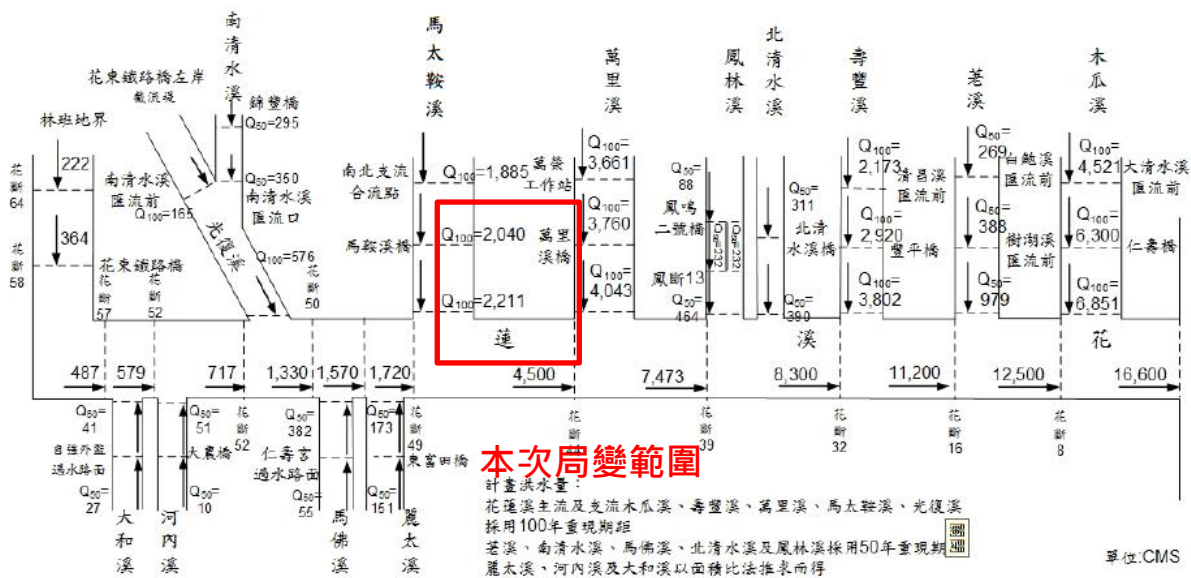 南清水溪
馬太鞍溪
萬里溪
鳳林溪
北清水溪
壽豐溪
荖溪
木瓜溪
花東鐵路橋左岸
截流堤
錦豐橋
Q50=295
林班地界
花斷64
222
南清水溪匯流前
Q100=165
Q50=350
南清水溪匯流口
光復溪
Q100=576
花斷50
364
花斷58
花東鐵路橋
花斷57
花斷52
南北支流合流點
Q100=1,885
馬鞍溪橋
Q100=2,040
Q100=2,211
萬榮工作站
Q100=3,661
萬里溪橋
Q100=3,760
Q100=4,043
Q50=88
鳳鳴二號橋
鳳斷13
Q50=464
Q50=311
北清水溪橋
Q50=390
Q100=2,173
清昌溪匯流前
Q100=2,920
豐平橋
Q100=3,802
Q50=269
白鮑溪匯流前
Q50=388
樹湖溪匯流前
Q50=979
Q100=4,521
大清水溪匯流前
Q100=6,300
仁壽橋
Q100=6,851
蓮
溪
花
487
579
717
1,330
1,570
1,720
4,500
7,473
8,300
11,200
12,500
16,600
Q50=41
自強外監過水路面
Q50=27
大和溪
河內溪
Q50=51
大農橋
Q50=10
花斷52
Q50=382
仁壽宮過水路面
Q50=55
馬佛溪
Q50=173
花斷49
東富田橋
Q50=151
麗太溪
花斷44
花斷39
花斷32
花斷16
花斷8
本次局變範圍
計畫洪水量：
花蓮溪主流及支流木瓜溪、壽豐溪、萬里溪、馬太鞍溪、光復溪
採用100年重現期距
荖溪、南清水溪、馬佛溪、北清水溪及鳳林溪採用50年重現期
麗太溪、河內溪及大和溪以面積比法推求而得
關閉
單位:CMS